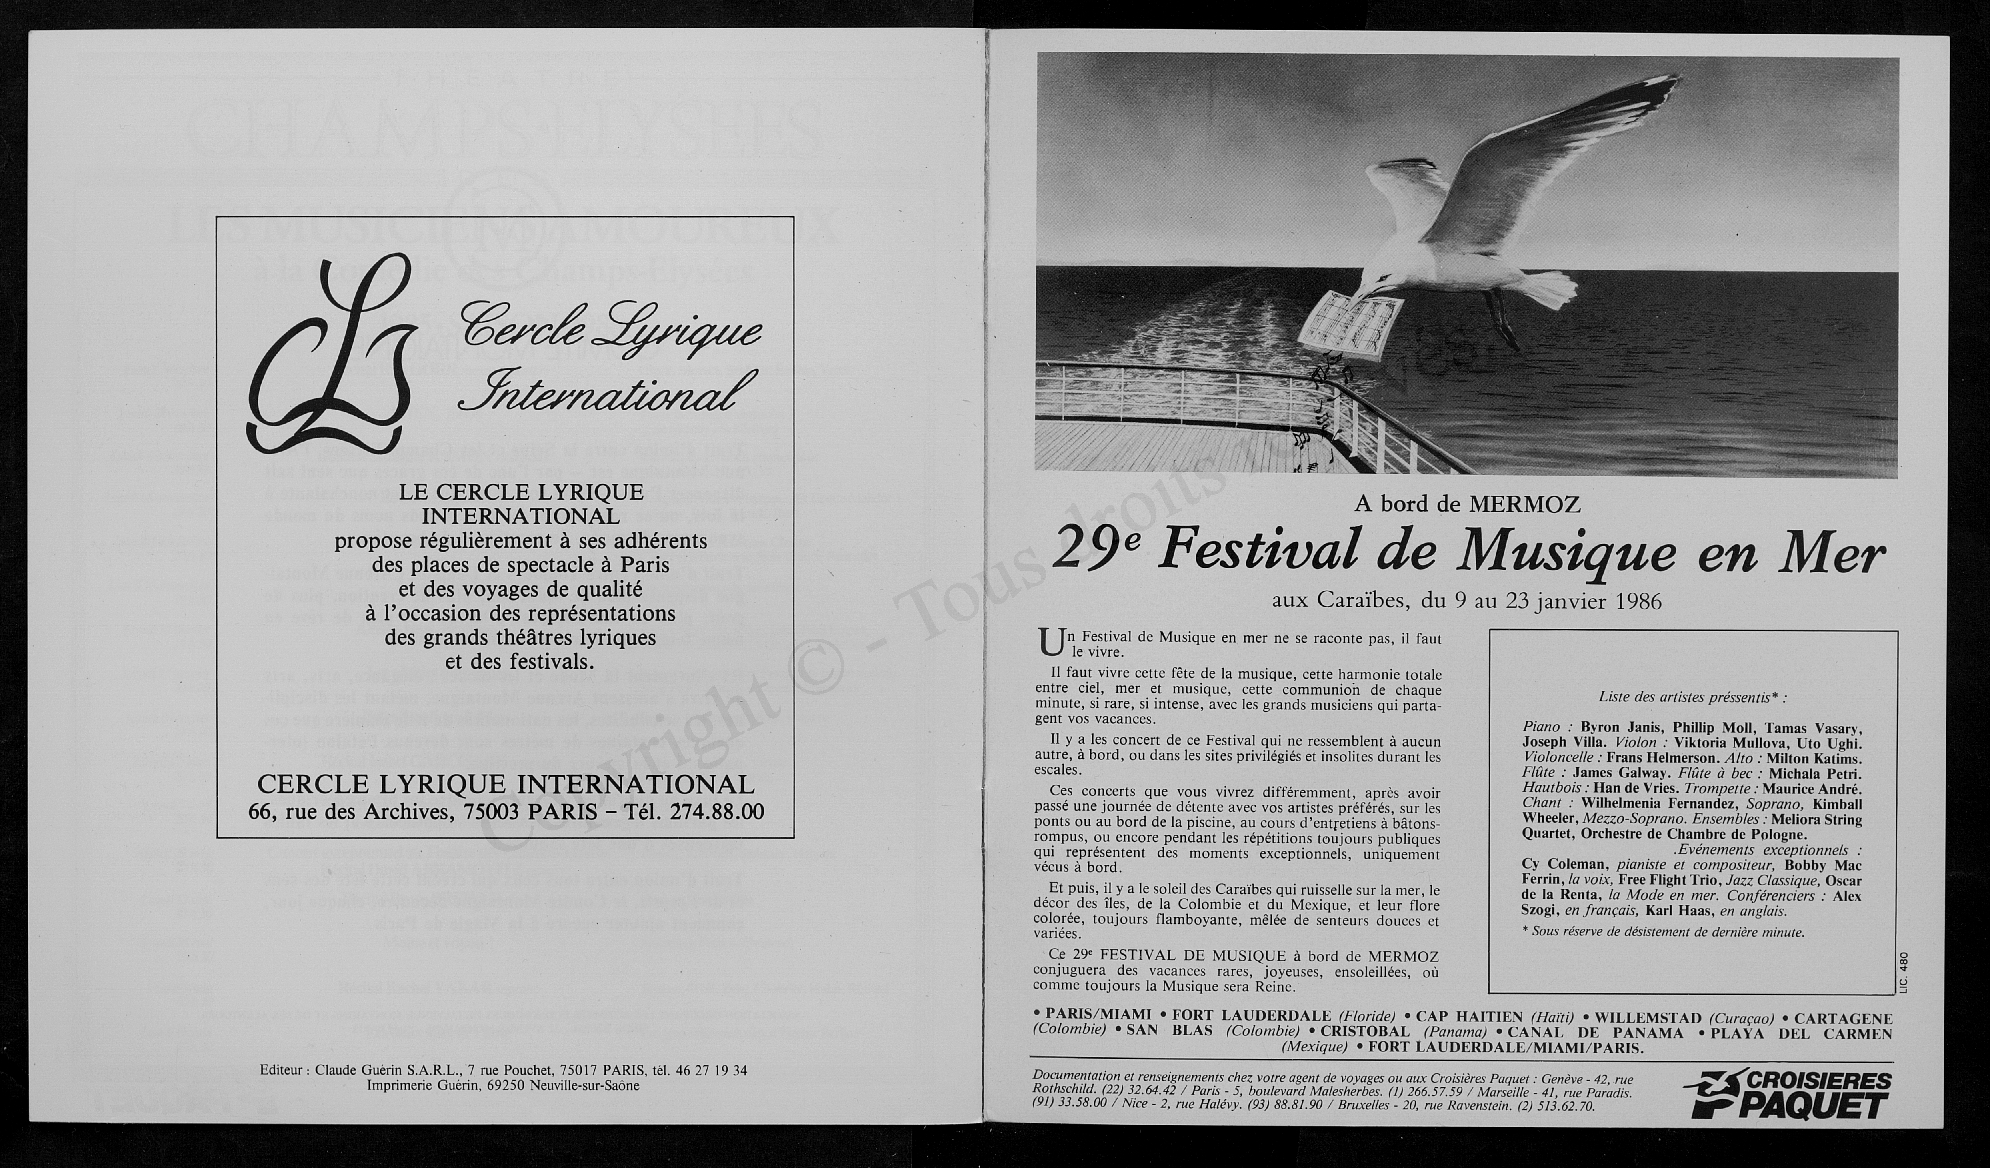 Cercle Lyrique
International
LE CERCLE LYRIQUE
INTERNATIONAL
propose régulièrement à ses adhérents
des places de spectacle à Paris
et des voyages de qualité
à l'occasion des représentations
des grands théâtres lyriques
et des festivals.
CERCLE LYRIQUE INTERNATIONAL
66, rue des Archives, 75003 PARIS – Tél. 274.88.00
Editeur : Claude Guérin S.A.R.L., 7 rue Pouchet, 75017 PARIS, tél. 46 27 19 34
Imprimerie Guérin, 69250 Neuville-sur-Saône
Copyright © - Tous droits
A bord de MERMOZ
29e Festival de Musique en Mer
aux Caraïbes, du 9 au 23 janvier 1986
Un Festival de Musique en mer ne se raconte pas, il faut
le vivre.
Il faut vivre cette fête de la musique, cette harmonie totale
entre ciel, mer et musique, cette communion de chaque
minute, si rare, si intense, avec les grands musiciens qui parta-
gent vos vacances.
Il y a les concert de ce Festival qui ne ressemblent à aucun
autre, à bord, ou dans les sites privilégiés et insolites durant les
escales.
Ces concerts que vous vivrez différemment, après avoir
passé une journée de détente avec vos artistes préférés, sur les
ponts ou au bord de la piscine, au cours d'entretiens à bâtons-
rompus, ou encore pendant les répétitions toujours publiques
qui représentent des moments exceptionnels, uniquement
vécus à bord.
Et puis, il y a le soleil des Caraïbes qui ruisselle sur la mer, le
décor des îles, de la Colombie et du Mexique, et leur flore
colorée, toujours flamboyante, mêlée de senteurs douces et
variées.
Ce 29e FESTIVAL DE MUSIQUE à bord de MERMOZ
conjuguera des vacances rares, joyeuses, ensoleillées, où
comme toujours la Musique sera Reine.
Liste des artistes préssentis* :
Piano : Byron Janis, Phillip Moll, Tamas Vasary,
Joseph Villa. Violon : Viktoria Mullova, Uto Ughi.
Violoncelle : Frans Helmerson. Alto : Milton Katims.
Flûte : James Galway. Flûte à bec : Michala Petri.
Hautbois : Han de Vries. Trompette : Maurice André.
Chant : Wilhelmenia Fernandez, Soprano, Kimball
Wheeler, Mezzo-Soprano. Ensembles : Meliora String
Quartet, Orchestre de Chambre de Pologne.
.Evénements exceptionnels :
Cy Coleman, pianiste et compositeur, Bobby Mac
Ferrin, la voix, Free Flight Trio, Jazz Classique, Oscar
de la Renta, la Mode en mer. Conférenciers : Alex
Szogi, en français, Karl Haas, en anglais.
* Sous réserve de désistement de dernière minute.
LIC. 480
• PARIS/MIAMI • FORT LAUDERDALE (Floride) • CAP HAITIEN (Haïti) • WILLEMSTAD (Curaçao) • CARTAGENE
(Colombie) • SAN BLAS (Colombie) • CRISTOBAL (Panama) • CANAL DE PANAMA • PLAYA DEL CARMEN
(Mexique) • FORT LAUDERDALE/MIAMI/PARIS.
Documentation et renseignements chez votre agent de voyages ou aux Croisières Paquet : Genève - 42, rue
Rothschild. (22) 32.64.42 / Paris - 5, boulevard Malesherbes. (1) 266.57.59 / Marseille - 41, rue Paradis.
(91) 33.58.00 / Nice - 2, rue Halévy. (93) 88.81.90 / Bruxelles - 20, rue Ravenstein. (2) 513.62.70.
CROISIERES
PAQUET